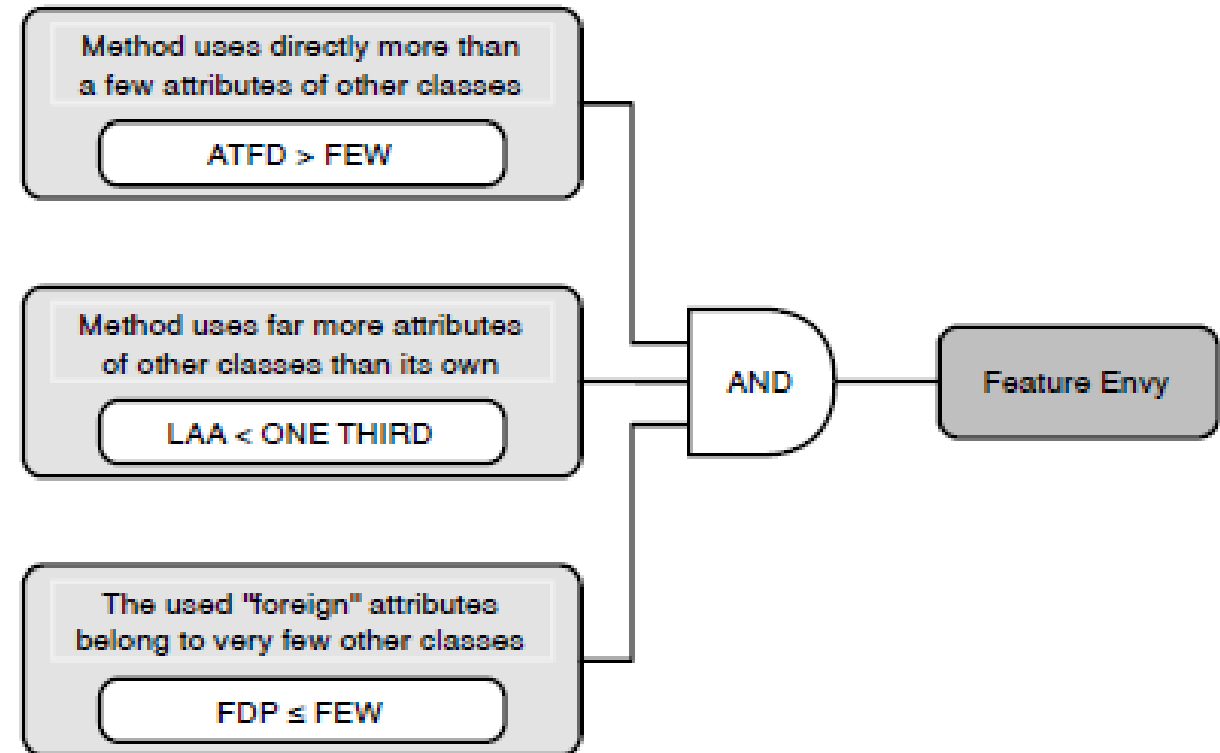 Method uses directly more than
a few attributes of other classes
ATFD > FEW
Method uses far more attributes
of other classes than its own
LAA < ONE THIRD
AND
Feature Envy
The used "foreign" attributes
belong to very few other classes
FDP ≤ FEW